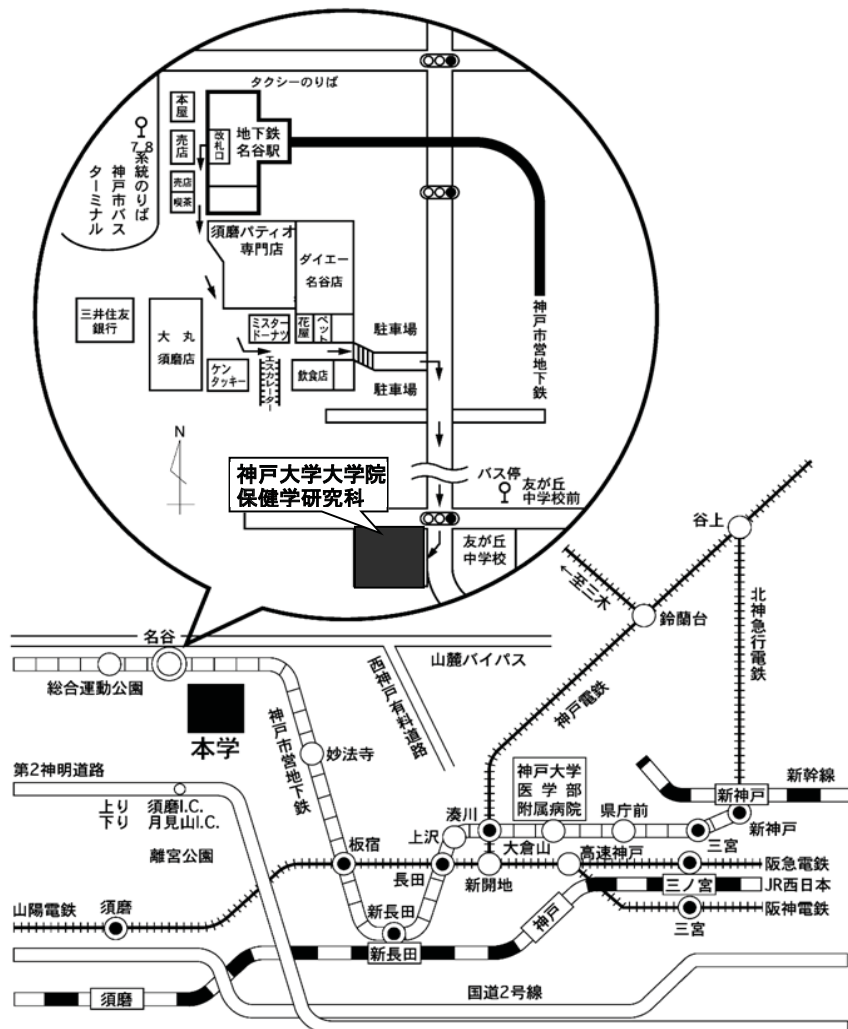 タクシーのりば
本屋
売店
改札口
地下鉄
名谷駅
7,8
系統のりば
神戸市バス
ターミナル
売店
喫茶
須磨パティオ
専門店
ダイエー
名谷店
神戸市営地下鉄
三井住友
銀行
大丸
須磨店
ミスター
ドーナツ
花屋
ペット
駐車場
ケン
タッキー
エスカレーター
飲食店
駐車場
N
神戸大学大学院
保健学研究科
バス停
友が丘
中学校前
友が丘
中学校
谷上
←至三木
鈴蘭台
北神急行電鉄
名谷
山麓バイパス
総合運動公園
西神戸有料道路
神戸電鉄
本学
神戸市営地下鉄
妙法寺
第2神明道路
上り 須磨I.C.
下り 月見山I.C.
離宮公園
神戸大学
医学部
附属病院
新幹線
新神戸
湊川
県庁前
新神戸
上沢
大倉山
三宮
板宿
高速神戸
長田
新開地
阪急電鉄
三ノ宮
JR西日本
山陽電鉄
須磨
新長田
神戸
阪神電鉄
三宮
新長田
須磨
国道2号線